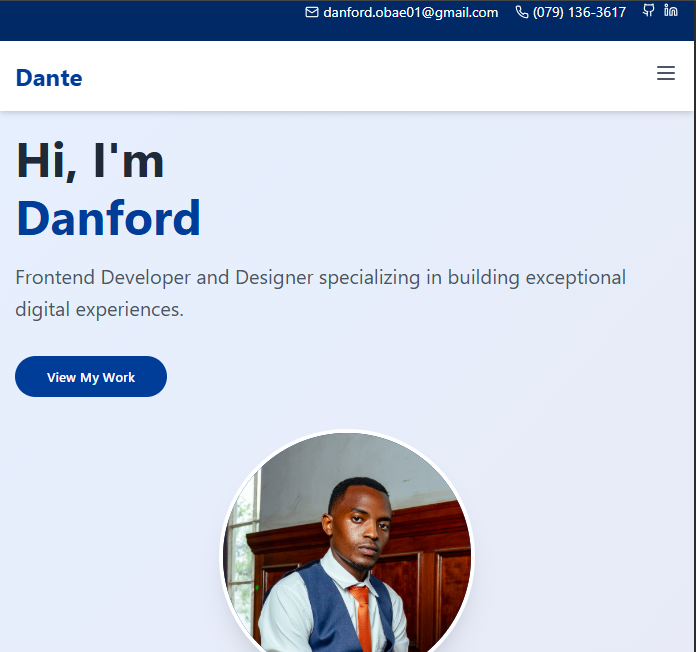 danford.obae01@gmail.com (079) 136-3617
Dante
Hi, I'm
Danford
Frontend Developer and Designer specializing in building exceptional
digital experiences.
View My Work